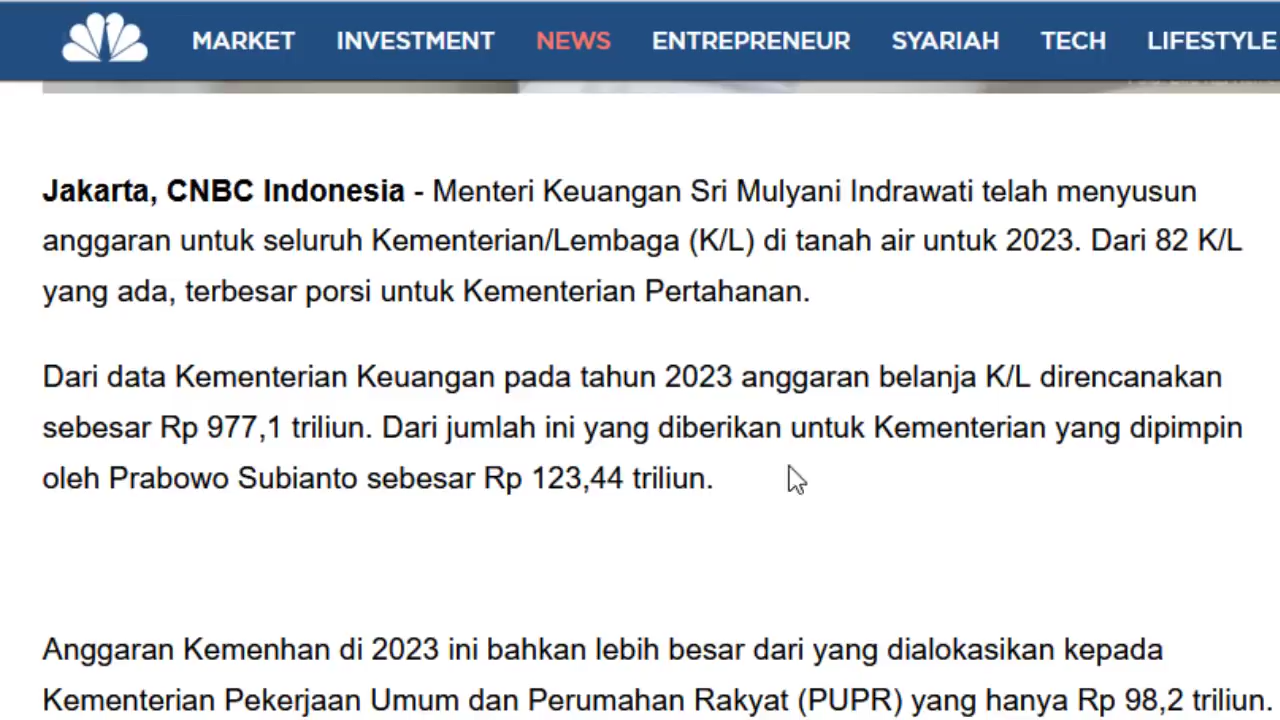 MARKET INVESTMENT NEWS ENTREPRENEUR SYARIAH TECH LIFESTYLE
Jakarta, CNBC Indonesia - Menteri Keuangan Sri Mulyani Indrawati telah menyusun
anggaran untuk seluruh Kementerian/Lembaga (K/L) di tanah air untuk 2023. Dari 82 K/L
yang ada, terbesar porsi untuk Kementerian Pertahanan.
Dari data Kementerian Keuangan pada tahun 2023 anggaran belanja K/L direncanakan
sebesar Rp 977,1 triliun. Dari jumlah ini yang diberikan untuk Kementerian yang dipimpin
oleh Prabowo Subianto sebesar Rp 123,44 triliun.
Anggaran Kemenhan di 2023 ini bahkan lebih besar dari yang dialokasikan kepada
Kementerian Pekerjaan Umum dan Perumahan Rakyat (PUPR) yang hanya Rp 98,2 triliun.